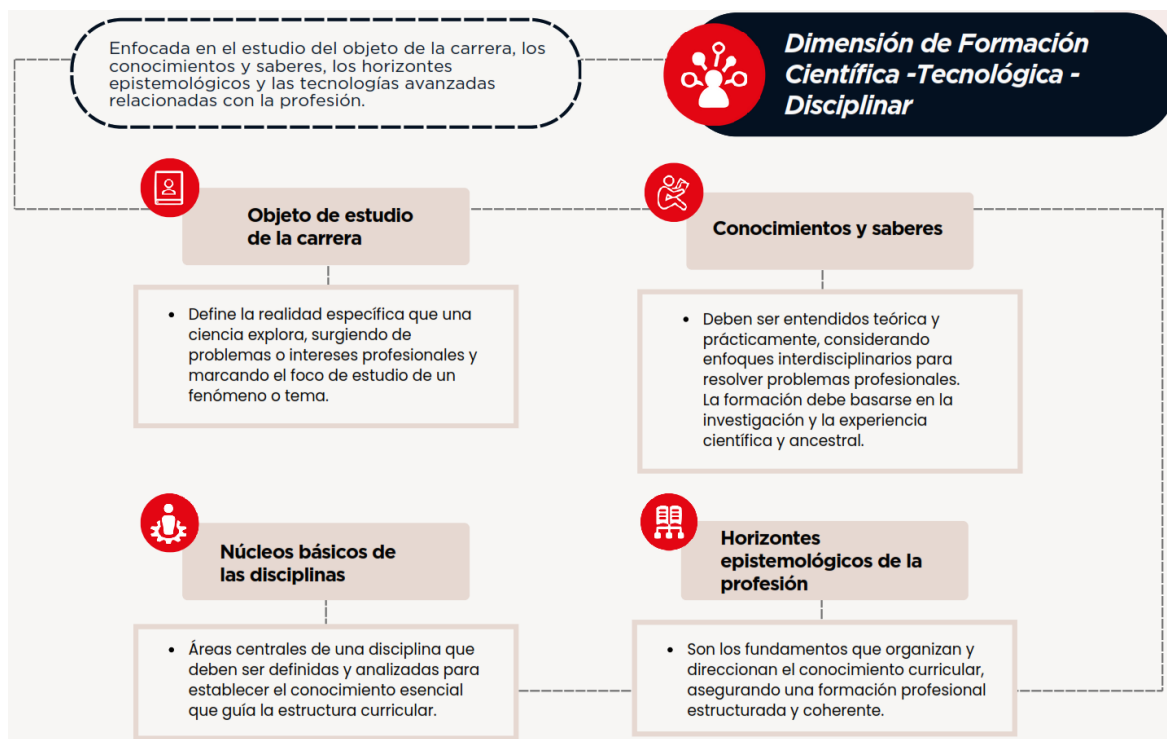 Enfocada en el estudio del objeto de la carrera, los
conocimientos y saberes, los horizontes
epistemológicos y las tecnologías avanzadas
relacionadas con la profesión.
Dimensión de Formación
Científica -Tecnológica -
Disciplinar
Objeto de estudio
de la carrera
• Define la realidad específica que una
ciencia explora, surgiendo de
problemas o intereses profesionales y
marcando el foco de estudio de un
fenómeno o tema.
Conocimientos y saberes
• Deben ser entendidos teórica y
prácticamente, considerando
enfoques interdisciplinarios para
resolver problemas profesionales.
La formación debe basarse en la
investigación y la experiencia
científica y ancestral.
Núcleos básicos de
las disciplinas
• Áreas centrales de una disciplina que
deben ser definidas y analizadas para
establecer el conocimiento esencial
que guía la estructura curricular.
Horizontes
epistemológicos de la
profesión
• Son los fundamentos que organizan y
direccionan el conocimiento curricular,
asegurando una formación profesional
estructurada y coherente.